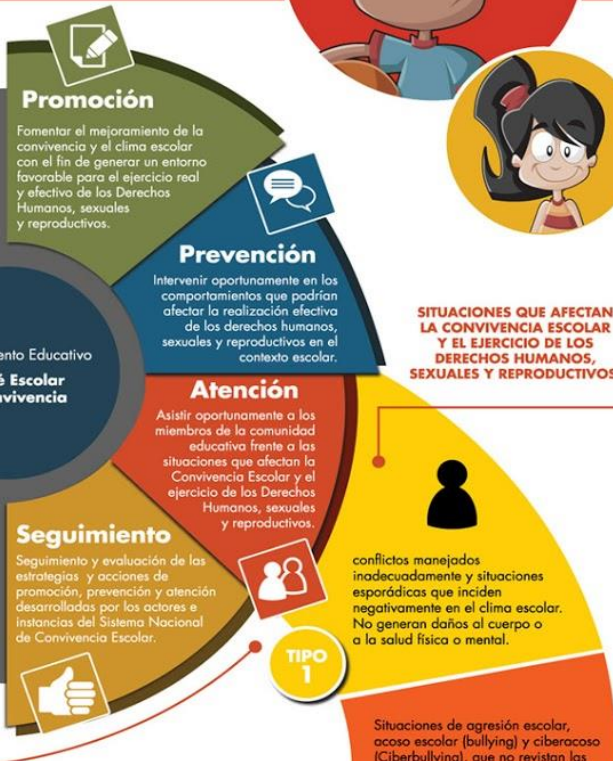 Promoción
Fomentar el mejoramiento de la
convivencia y el clima escolar
con el fin de generar un entorno
favorable para el ejercicio real
y efectivo de los Derechos
Humanos, sexuales
y reproductivos.
Prevención
Intervenir oportunamente en los
comportamientos que podrían
afectar la realización efectiva
de los derechos humanos,
sexuales y reproductivos en el
contexto escolar.
SITUACIONES QUE AFECTAN
LA CONVIVENCIA ESCOLAR
Y EL EJERCICIO DE LOS
DERECHOS HUMANOS,
SEXUALES Y REPRODUCTIVOS
ento Educativo
é Escolar
nvivencia
Atención
Asistir oportunamente a los
miembros de la comunidad
educativa frente a las
situaciones que afectan la
Convivencia Escolar y el
ejercicio de los Derechos
Humanos, sexuales
y reproductivos.
Seguimiento
Seguimiento y evaluación de las
estrategias y acciones de
promoción, prevención y atención
desarrolladas por los actores e
instancias del Sistema Nacional
de Convivencia Escolar.
conflictos manejados
inadecuadamente y situaciones
esporádicas que inciden
negativamente en el clima escolar.
No generan daños al cuerpo o
a la salud física o mental.
TIPO
1
Situaciones de agresión escolar,
acoso escolar (bullying) y ciberacoso
(Ciberbullying), que no revistan las